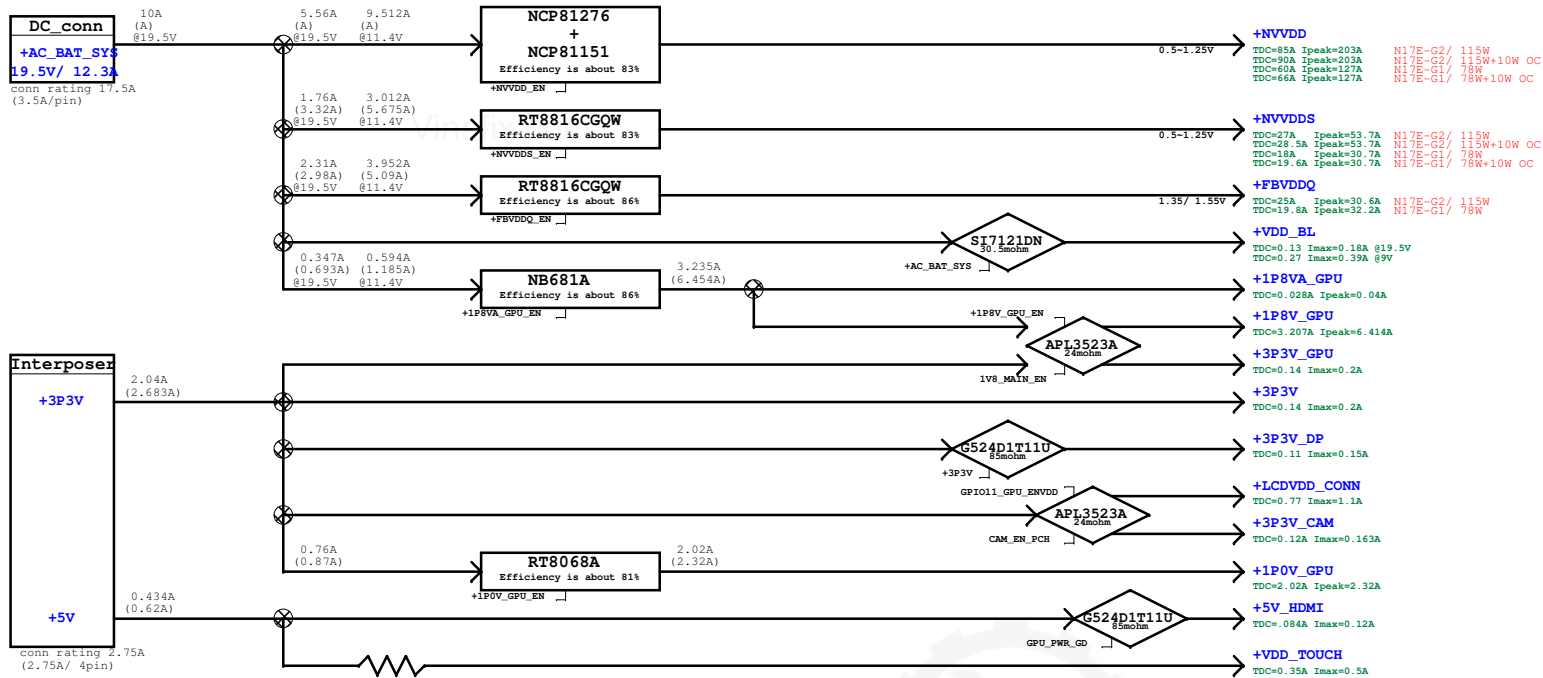 DC_conn
+AC_BAT_SYS
19.5V/ 12.3A
conn rating 17.5A
(3.5A/pin)
10A
(A)
@19.5V
5.56A 9.512A
(A) (A)
@19.5V @11.4V
NCP81276
+
NCP81151
Efficiency is about 83%
+NVVDD_EN
0.5~1.25V
+NVVDD
TDC=85A Ipeak=203A N17E-G2/ 115W
TDC=90A Ipeak=203A N17E-G2/ 115W+10W OC
TDC=60A Ipeak=127A N17E-G1/ 78W
TDC=66A Ipeak=127A N17E-G1/ 78W+10W OC
1.76A 3.012A
(3.32A) (5.675A)
@19.5V @11.4V
RT8816CGQW
Efficiency is about 83%
+NVVDDS_EN
0.5~1.25V
+NVVDDS
TDC=27A Ipeak=53.7A N17E-G2/ 115W
TDC=28.5A Ipeak=53.7A N17E-G2/ 115W+10W OC
TDC=18A Ipeak=30.7A N17E-G1/ 78W
TDC=19.6A Ipeak=30.7A N17E-G1/ 78W+10W OC
2.31A 3.952A
(2.98A) (5.09A)
@19.5V @11.4V
RT8816CGQW
Efficiency is about 86%
+FBVDDQ_EN
1.35/ 1.55V
+FBVDDQ
TDC=25A Ipeak=30.6A N17E-G2/ 115W
TDC=19.8A Ipeak=32.2A N17E-G1/ 78W
SI7121DN
30.5mohm
+AC_BAT_SYS
+VDD_BL
TDC=0.13 Imax=0.18A @19.5V
TDC=0.27 Imax=0.39A @9V
0.347A 0.594A
(0.693A) (1.185A)
@19.5V @11.4V
NB681A
Efficiency is about 86%
+1P8VA_GPU_EN
3.235A
(6.454A)
+1P8VA_GPU
TDC=0.028A Ipeak=0.04A
+1P8V_GPU_EN
APL3523A
24mohm
1V8_MAIN_EN
+1P8V_GPU
TDC=3.207A Ipeak=6.414A
+3P3V_GPU
TDC=0.14 Imax=0.2A
Interposer
+3P3V
2.04A
(2.683A)
+3P3V
TDC=0.14 Imax=0.2A
G524D1T11U
85mohm
+3P3V
+3P3V_DP
TDC=0.11 Imax=0.15A
GPIO11_GPU_ENVDD
APL3523A
24mohm
CAM_EN_PCH
+LCDVDD_CONN
TDC=0.77 Imax=1.1A
+3P3V_CAM
TDC=0.12A Imax=0.163A
0.76A
(0.87A)
RT8068A
Efficiency is about 81%
+1P0V_GPU_EN
2.02A
(2.32A)
+1P0V_GPU
TDC=2.02A Ipeak=2.32A
+5V
0.434A
(0.62A)
conn rating 2.75A
(2.75A/ 4pin)
G524D1T11U
85mohm
GPU_PWR_GD
+5V_HDMI
TDC=.084A Imax=0.12A
+VDD_TOUCH
TDC=0.35A Imax=0.5A